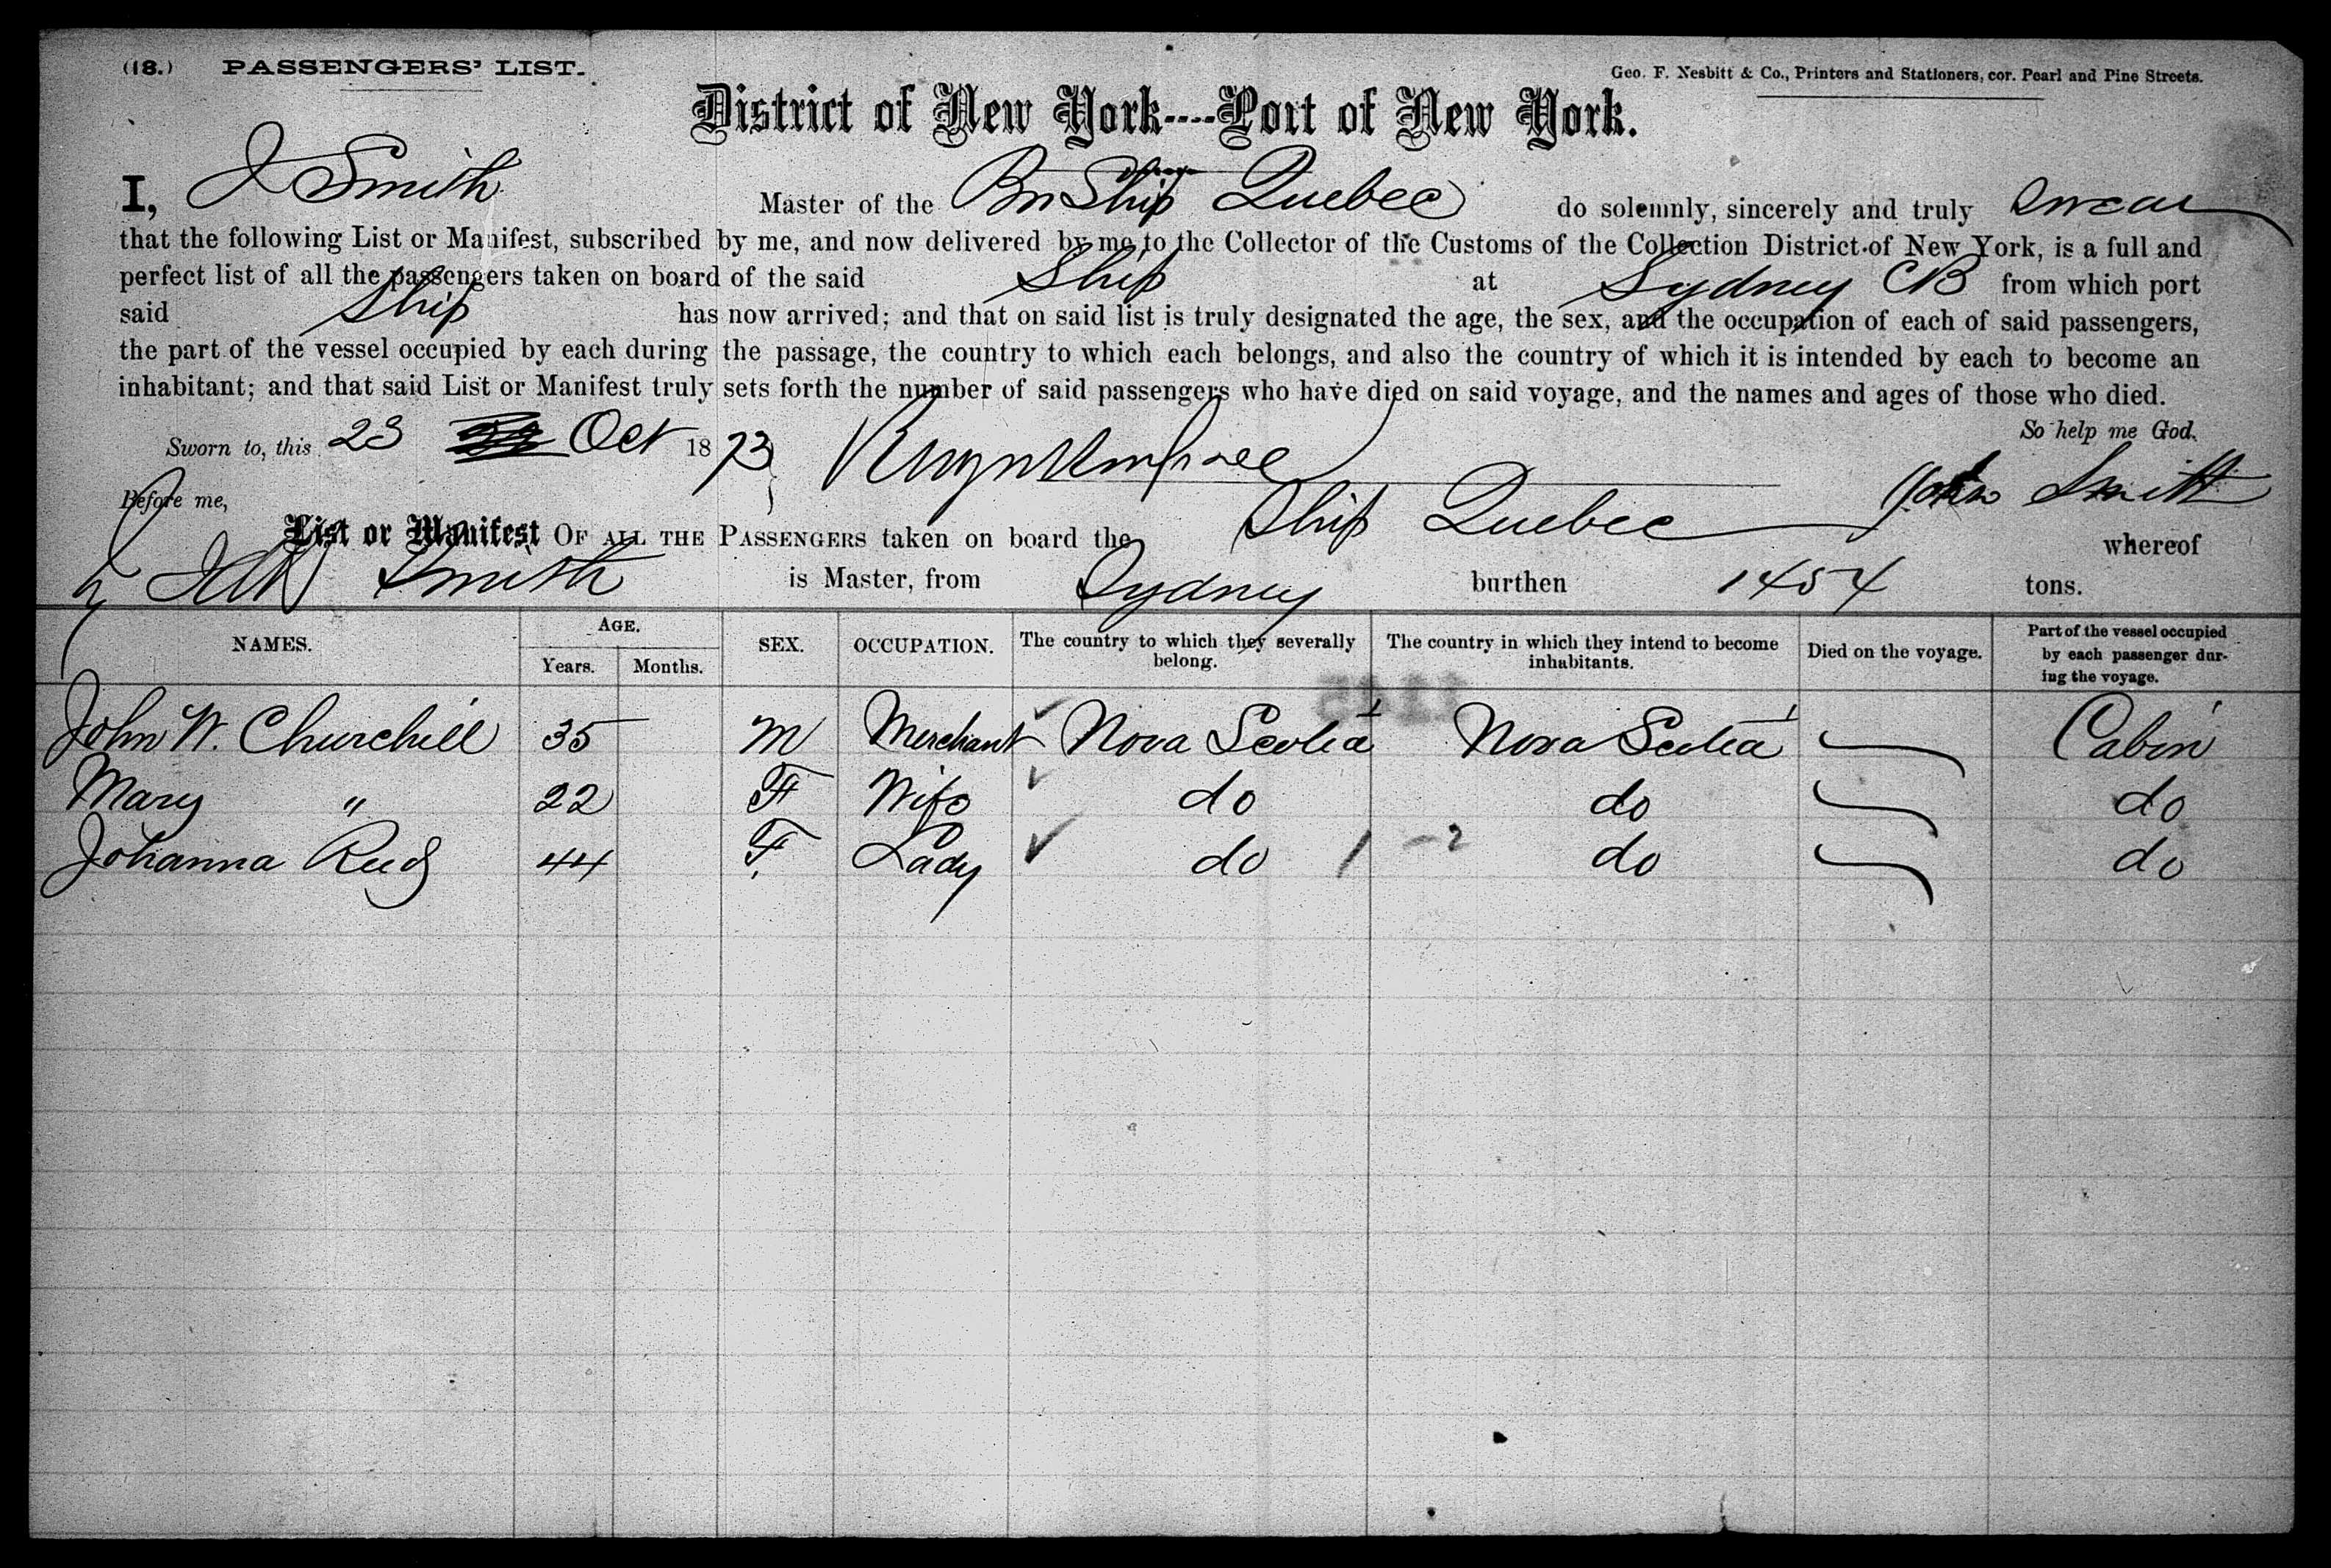 (18.) PASSENGERS' LIST.
Geo. F. Nesbitt & Co., Printers and Stationers, cor. Pearl and Pine Streets.
District of New York----Port of New York.
I, J Smith Master of the Br Ship Quebec do solemnly, sincerely and truly swear
that the following List or Manifest, subscribed by me, and now delivered by me to the Collector of the Customs of the Collection District of New York, is a full and
perfect list of all the passengers taken on board of the said Ship at Sydney CB from which port
said Ship has now arrived; and that on said list is truly designated the age, the sex, and the occupation of each of said passengers,
the part of the vessel occupied by each during the passage, the country to which each belongs, and also the country of which it is intended by each to become an
inhabitant; and that said List or Manifest truly sets forth the number of said passengers who have died on said voyage, and the names and ages of those who died.
So help me God.
Sworn to, this 23 Oct 1873
John Smith
Before me,
List or Manifest OF ALL THE PASSENGERS taken on board the Ship Quebec whereof
Smith is Master, from Sydney burthen 1454 tons.
NAMES. AGE. Years. Months. SEX. OCCUPATION. The country to which they severally belong. The country in which they intend to become inhabitants. Died on the voyage. Part of the vessel occupied by each passenger during the voyage.
John W. Churchill 35 M Merchant Nova Scotia Nova Scotia Cabin
Mary " 22 F Wife do do do
Johanna 44 F Lady do do do